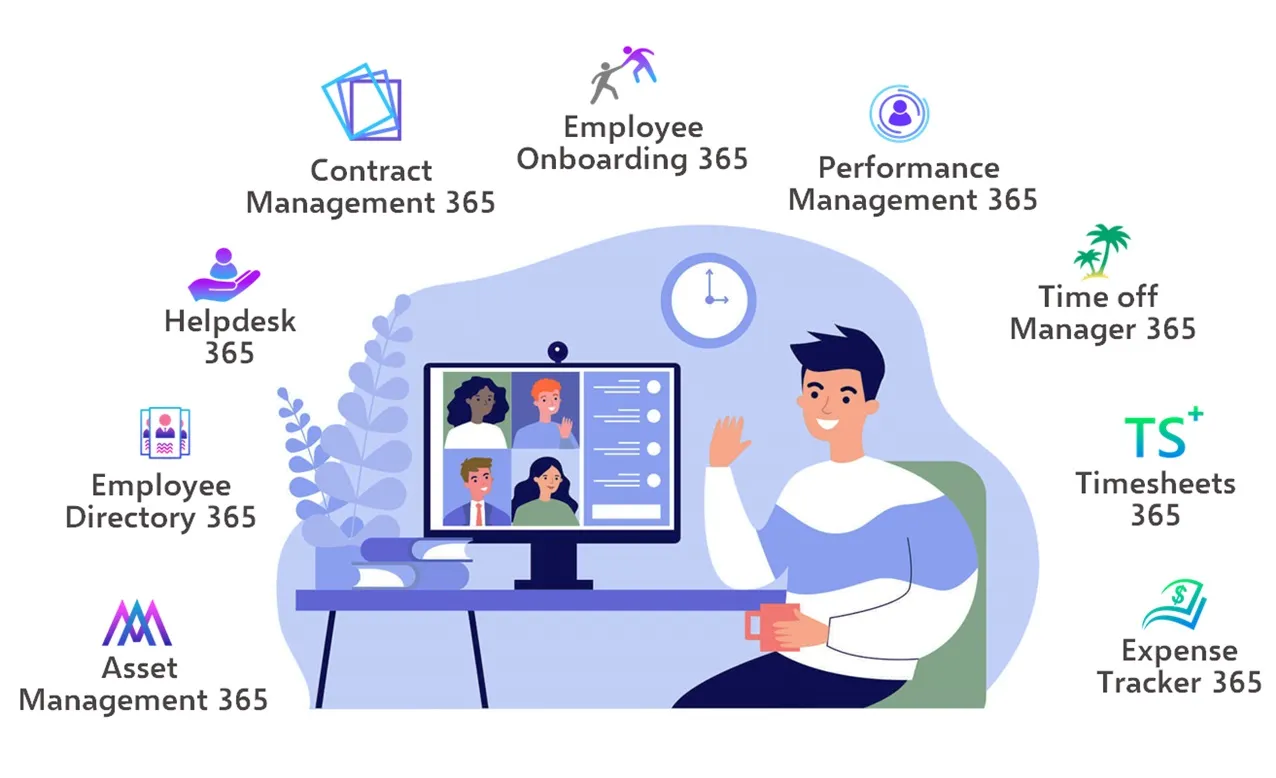 Employee
Onboarding 365
Contract
Management 365
Performance
Management 365
Helpdesk
365
Time off
Manager 365
Employee
Directory 365
TS+
Timesheets
365
Asset
Management 365
$
Expense
Tracker 365